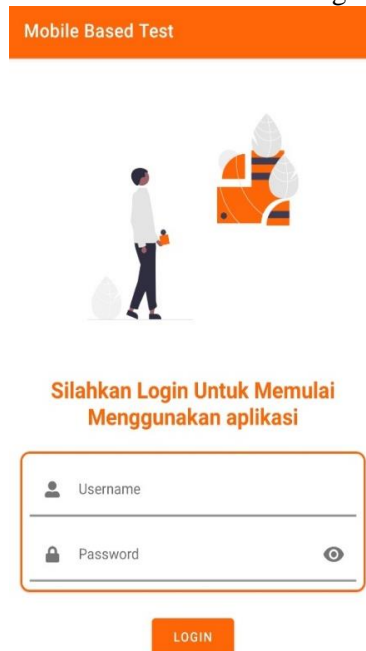 Mobile Based Test
Silahkan Login Untuk Memulai
Menggunakan aplikasi
Username
Password
LOGIN